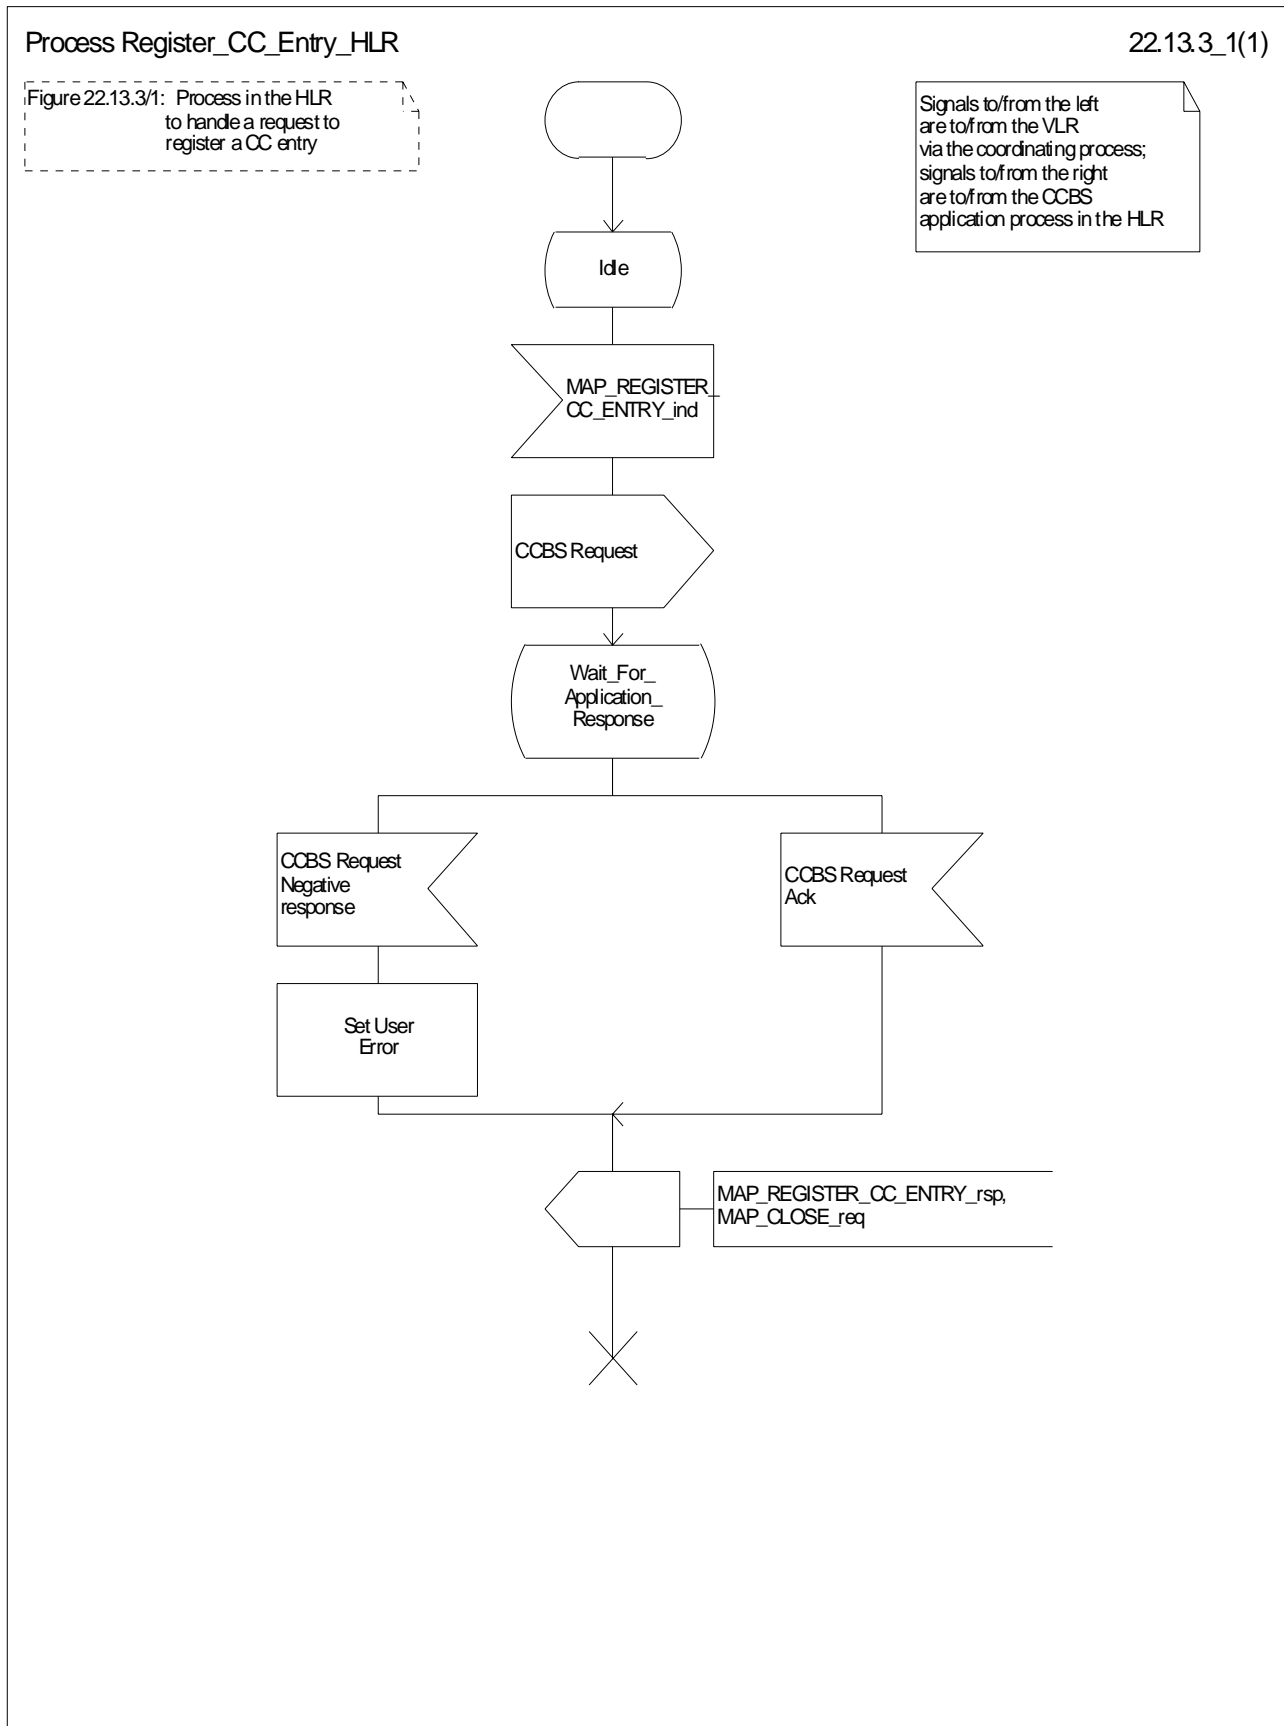 Process Register_CC_Entry_HLR
22.13.3_1(1)
Figure 22.13.3/1: Process in the HLR
to handle a request to
register a CC entry
Signals to/from the left
are to/from the VLR
via the coordinating process;
signals to/from the right
are to/from the CCBS
application process in the HLR
Idle
MAP_REGISTER_
CC_ENTRY_ind
CCBS Request
Wait_For_
Application_
Response
CCBS Request
Negative
response
CCBS Request
Ack
Set User
Error
MAP_REGISTER_CC_ENTRY_rsp,
MAP_CLOSE_req